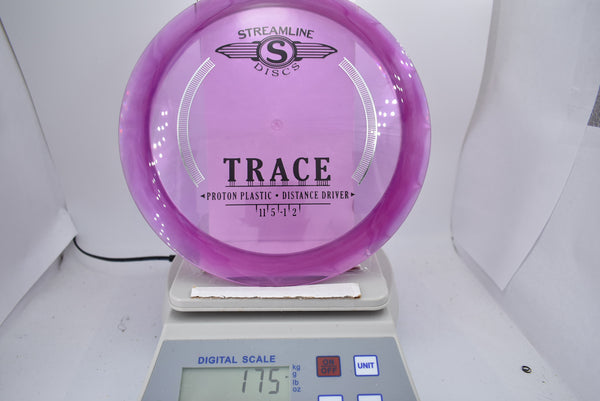 STREAMLINE
S
DISCS
TRACE
◄PROTON PLASTIC • DISTANCE DRIVER►
11 5 -1 2
DIGITAL SCALE
kg
g
lb
oz
ON
OFF
UNIT
175